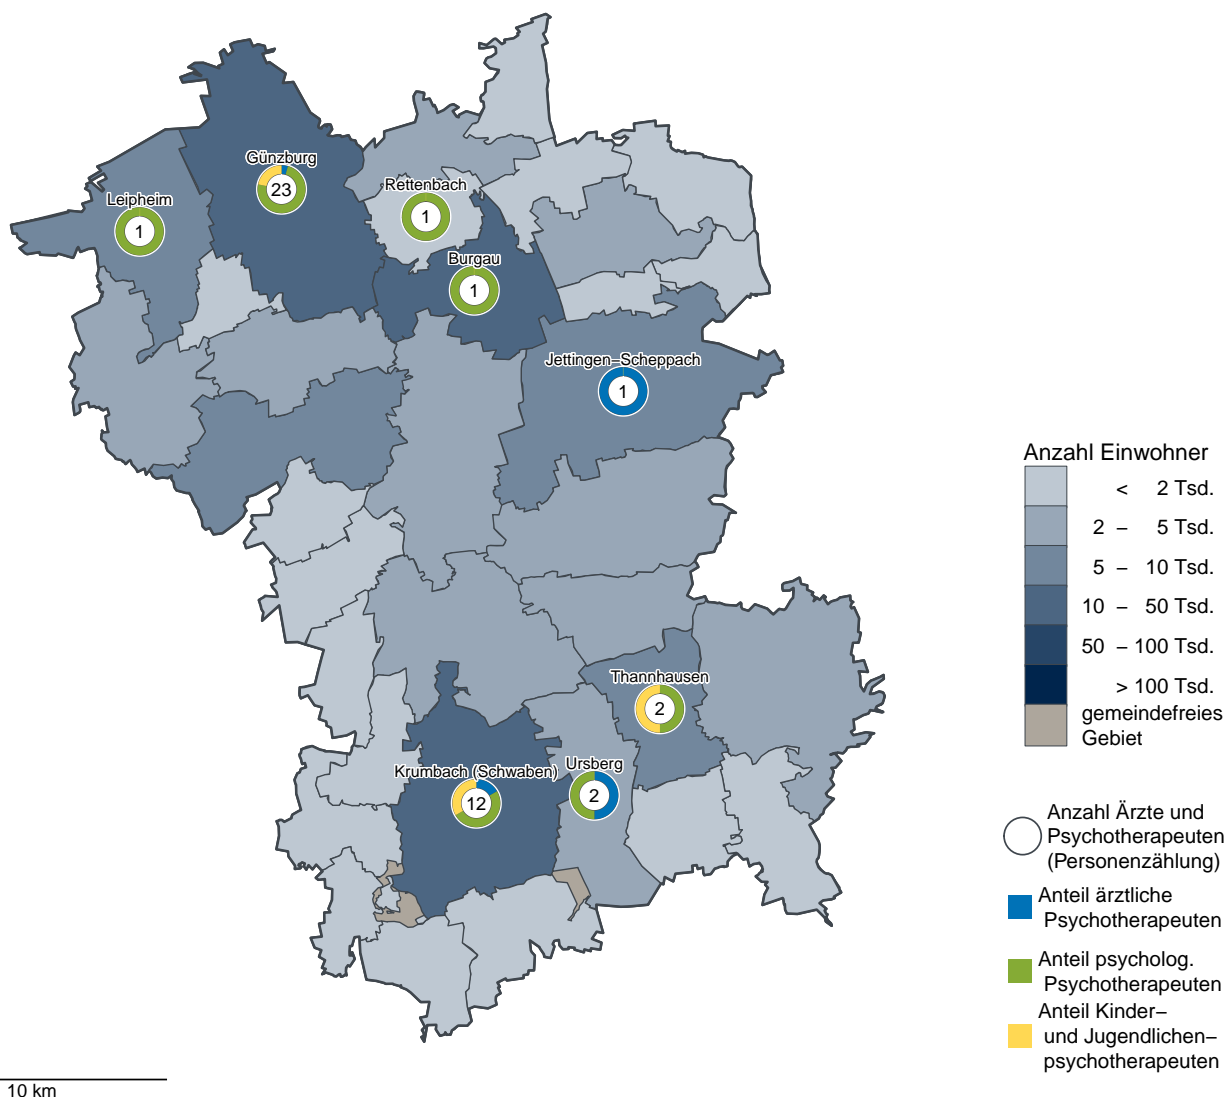 Günzburg
23
Leipheim
1
Rettenbach
1
Burgau
1
Jettingen–Scheppach
1
Thannhausen
2
Krumbach (Schwaben)
12
Ursberg
2
Anzahl Einwohner
< 2 Tsd.
2 – 5 Tsd.
5 – 10 Tsd.
10 – 50 Tsd.
50 – 100 Tsd.
> 100 Tsd.
gemeindefreies
Gebiet
Anzahl Ärzte und
Psychotherapeuten
(Personenzählung)
Anteil ärztliche
Psychotherapeuten
Anteil psycholog.
Psychotherapeuten
Anteil Kinder–
und Jugendlichen–
psychotherapeuten
10 km